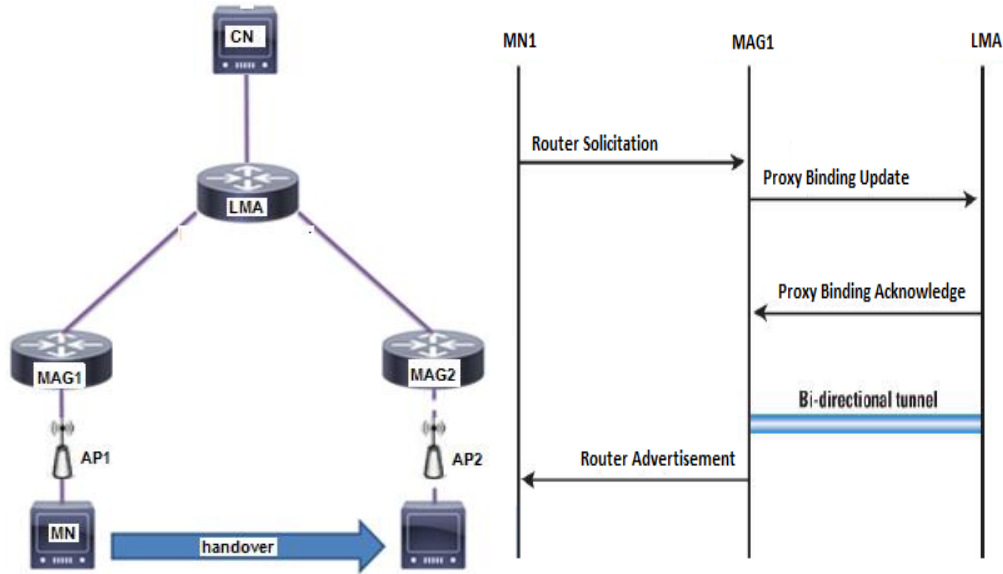 CN
LMA
MAG1
MAG2
AP1
AP2
MN
handover
MN1
MAG1
LMA
Router Solicitation
Proxy Binding Update
Proxy Binding Acknowledge
Bi-directional tunnel
Router Advertisement